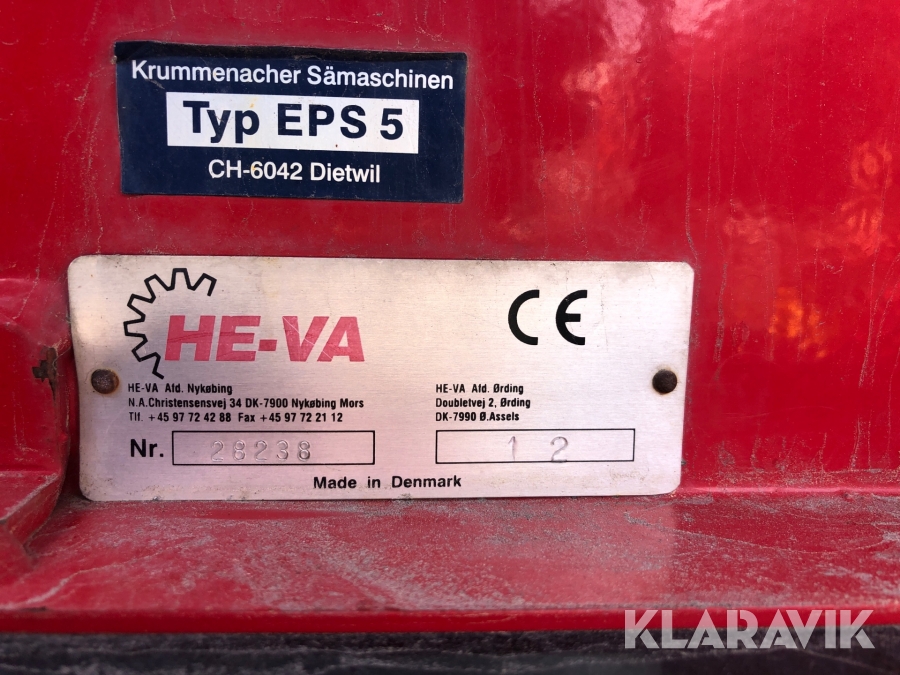 Krummenacher Sämaschinen
Typ EPS 5
CH-6042 Dietwil
HE-VA
CE
HE-VA Afd. Nykøbing
N.A.Christensensvej 34 DK-7900 Nykøbing Mors
Tlf. +45 97 72 42 88 Fax +45 97 72 21 12
HE-VA Afd. Ørding
Doubletvej 2, Ørding
DK-7990 Ø.Assels
Nr. 28238
12
Made in Denmark
KLARAVIK